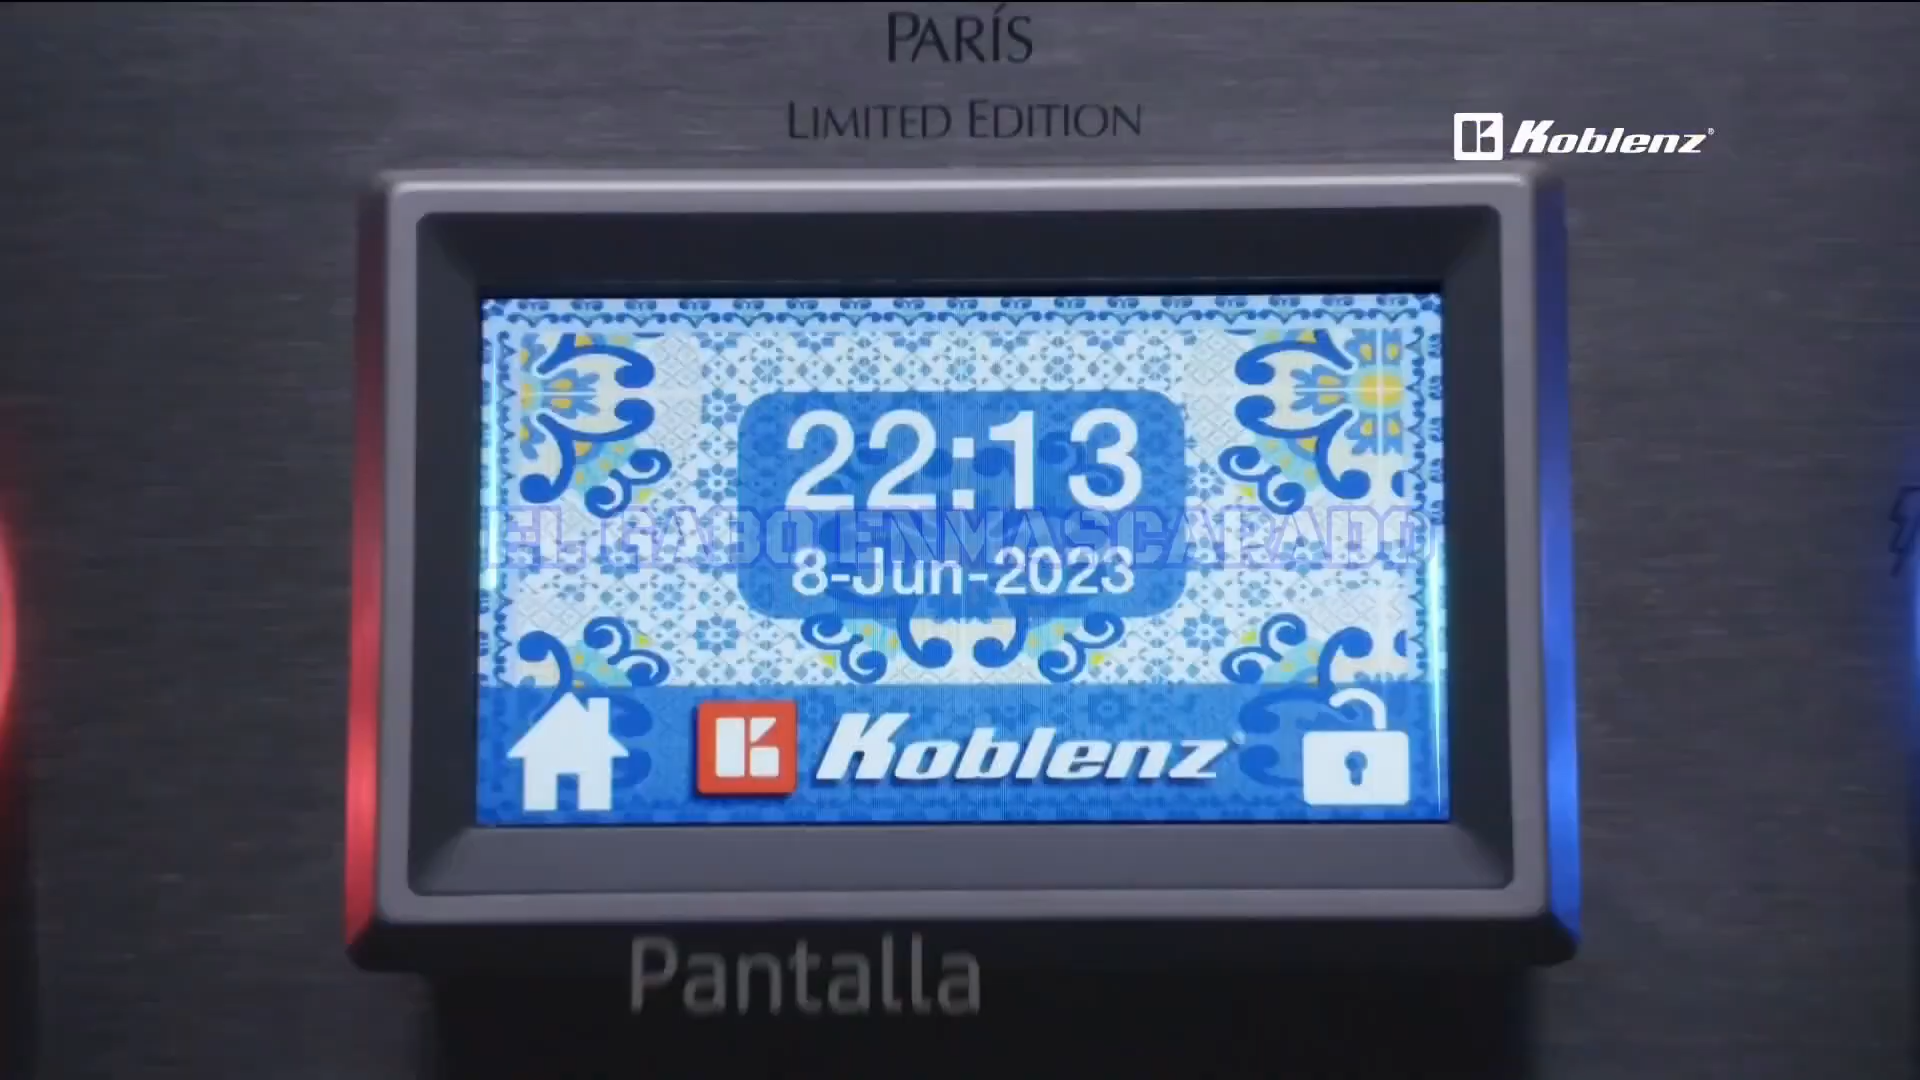 PARÍS
LIMITED EDITION
Koblenz
22:13
EL GABO ENMASCARADO
8-Jun-2023
Koblenz
Pantalla